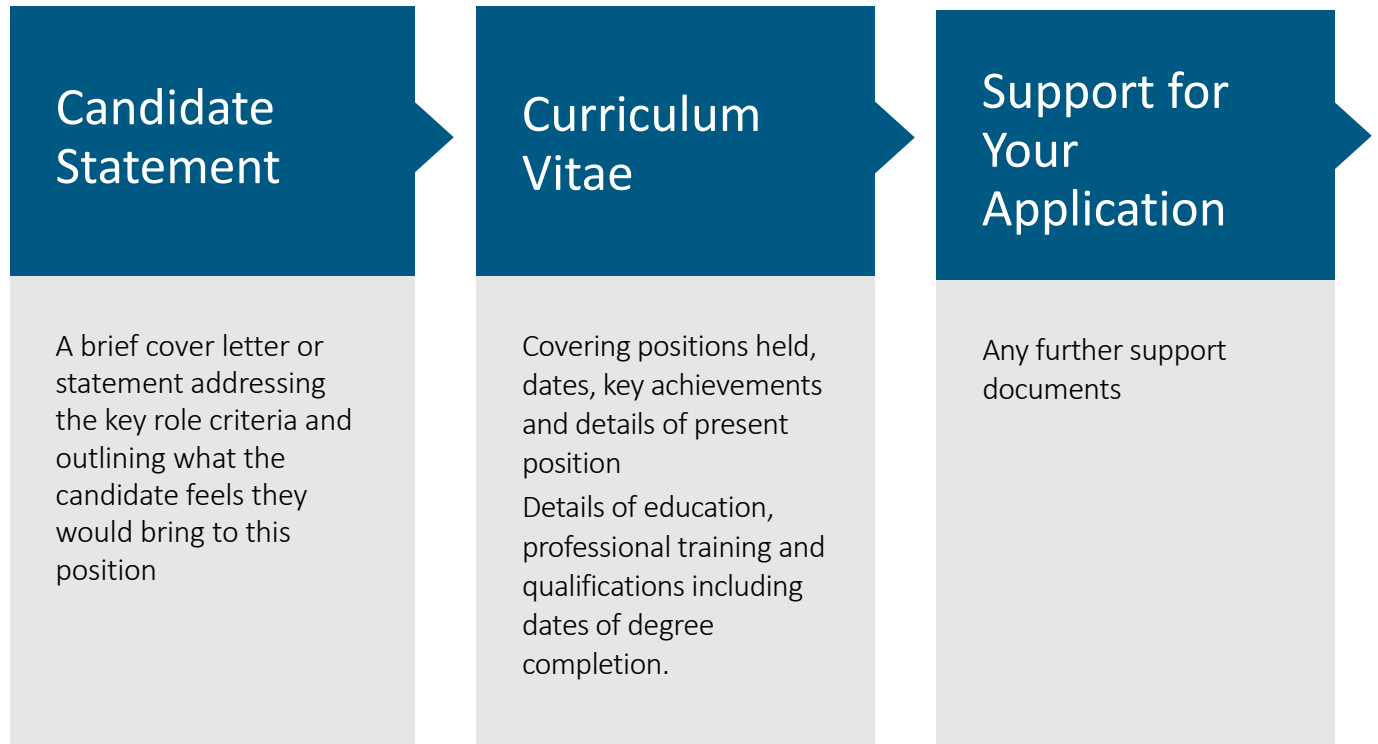 Candidate
Statement
A brief cover letter or
statement addressing
the key role criteria and
outlining what the
candidate feels they
would bring to this
position
Curriculum
Vitae
Covering positions held,
dates, key achievements
and details of present
position
Details of education,
professional training and
qualifications including
dates of degree
completion.
Support for
Your
Application
Any further support
documents